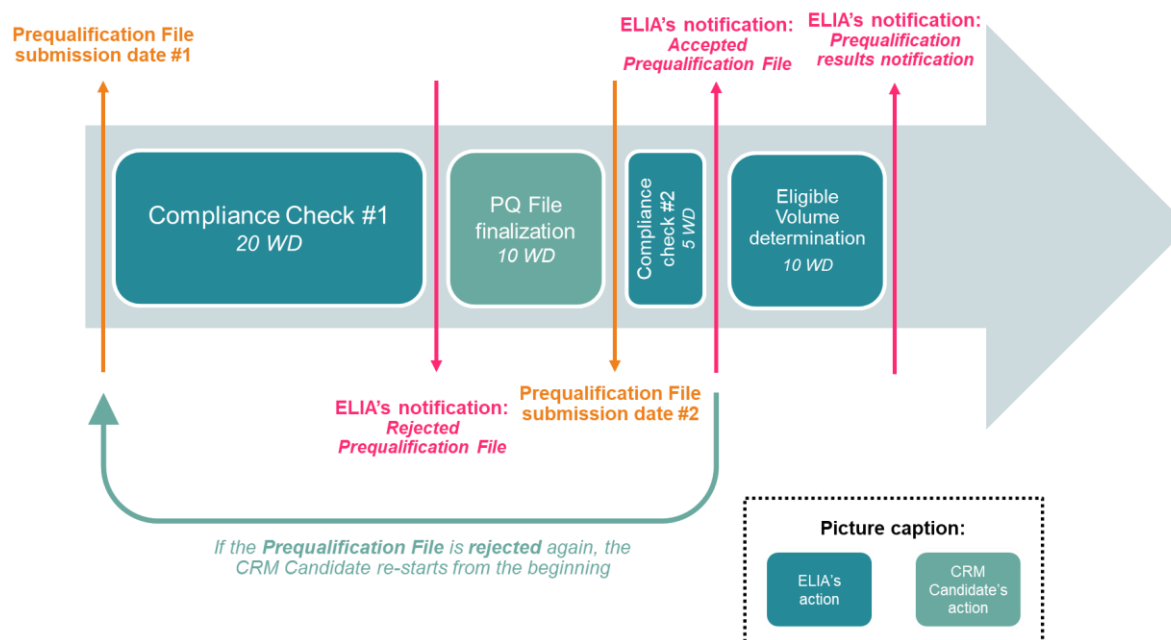 Prequalification File
submission date #1
ELIA's notification:
Accepted
Prequalification File
ELIA's notification:
Prequalification
results notification
Compliance Check #1
20 WD
PQ File
finalization
10 WD
Compliance
check #2
5 WD
Eligible
Volume
determination
10 WD
ELIA's notification:
Rejected
Prequalification File
Prequalification File
submission date #2
If the Prequalification File is rejected again, the
CRM Candidate re-starts from the beginning
Picture caption:
ELIA's
action
CRM
Candidate's
action